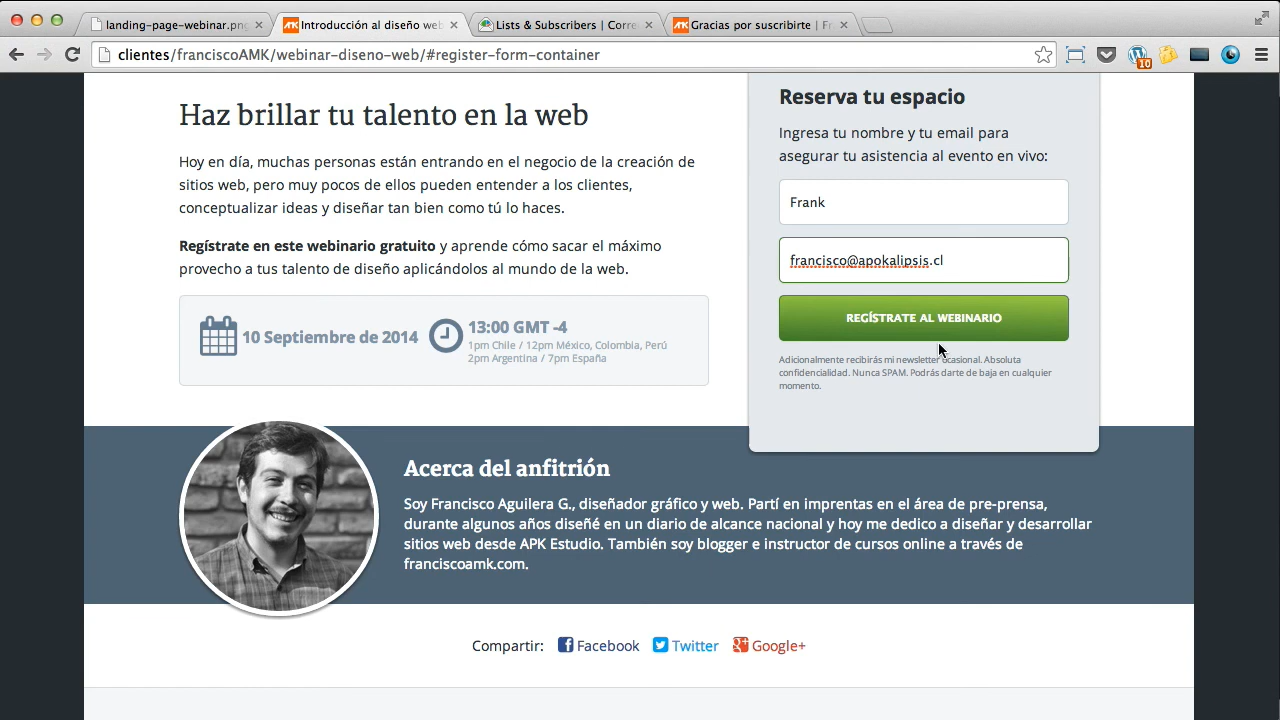 landing-page-webinar.pn
Introducción al diseño web
Lists & Subscribers | Corre
Gracias por suscribirte | Fr
clientes/franciscoAMK/webinar-diseno-web/#register-form-container
10
Haz brillar tu talento en la web
Hoy en día, muchas personas están entrando en el negocio de la creación de
sitios web, pero muy pocos de ellos pueden entender a los clientes,
conceptualizar ideas y diseñar tan bien como tú lo haces.
Regístrate en este webinario gratuito y aprende cómo sacar el máximo
provecho a tus talento de diseño aplicándolos al mundo de la web.
10 Septiembre de 2014
13:00 GMT -4
1pm Chile / 12pm México, Colombia, Perú
2pm Argentina / 7pm España
Reserva tu espacio
Ingresa tu nombre y tu email para
asegurar tu asistencia al evento en vivo:
Frank
francisco@apokalipsis.cl
REGÍSTRATE AL WEBINARIO
Adicionalmente recibirás mi newsletter ocasional. Absoluta
confidencialidad. Nunca SPAM. Podrás darte de baja en cualquier
momento.
Acerca del anfitrión
Soy Francisco Aguilera G., diseñador gráfico y web. Partí en imprentas en el área de pre-prensa,
durante algunos años diseñé en un diario de alcance nacional y hoy me dedico a diseñar y desarrollar
sitios web desde APK Estudio. También soy blogger e instructor de cursos online a través de
franciscoamk.com.
Compartir: Facebook Twitter Google+